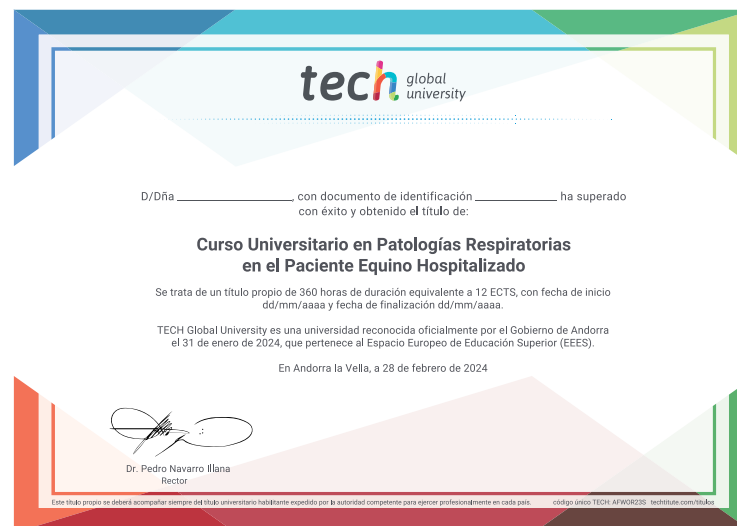 tech global
university
D/Dña ______________, con documento de identificación __________ ha superado
con éxito y obtenido el título de:
Curso Universitario en Patologías Respiratorias
en el Paciente Equino Hospitalizado
Se trata de un título propio de 360 horas de duración equivalente a 12 ECTS, con fecha de inicio
dd/mm/aaaa y fecha de finalización dd/mm/aaaa.
TECH Global University es una universidad reconocida oficialmente por el Gobierno de Andorra
el 31 de enero de 2024, que pertenece al Espacio Europeo de Educación Superior (EEES).
En Andorra la Vella, a 28 de febrero de 2024
Dr. Pedro Navarro Illana
Rector
Este título propio se deberá acompañar siempre del título universitario habilitante expedido por la autoridad competente para ejercer profesionalmente en cada país. código único TECH: AFWOR23S techtitute.com/titulos